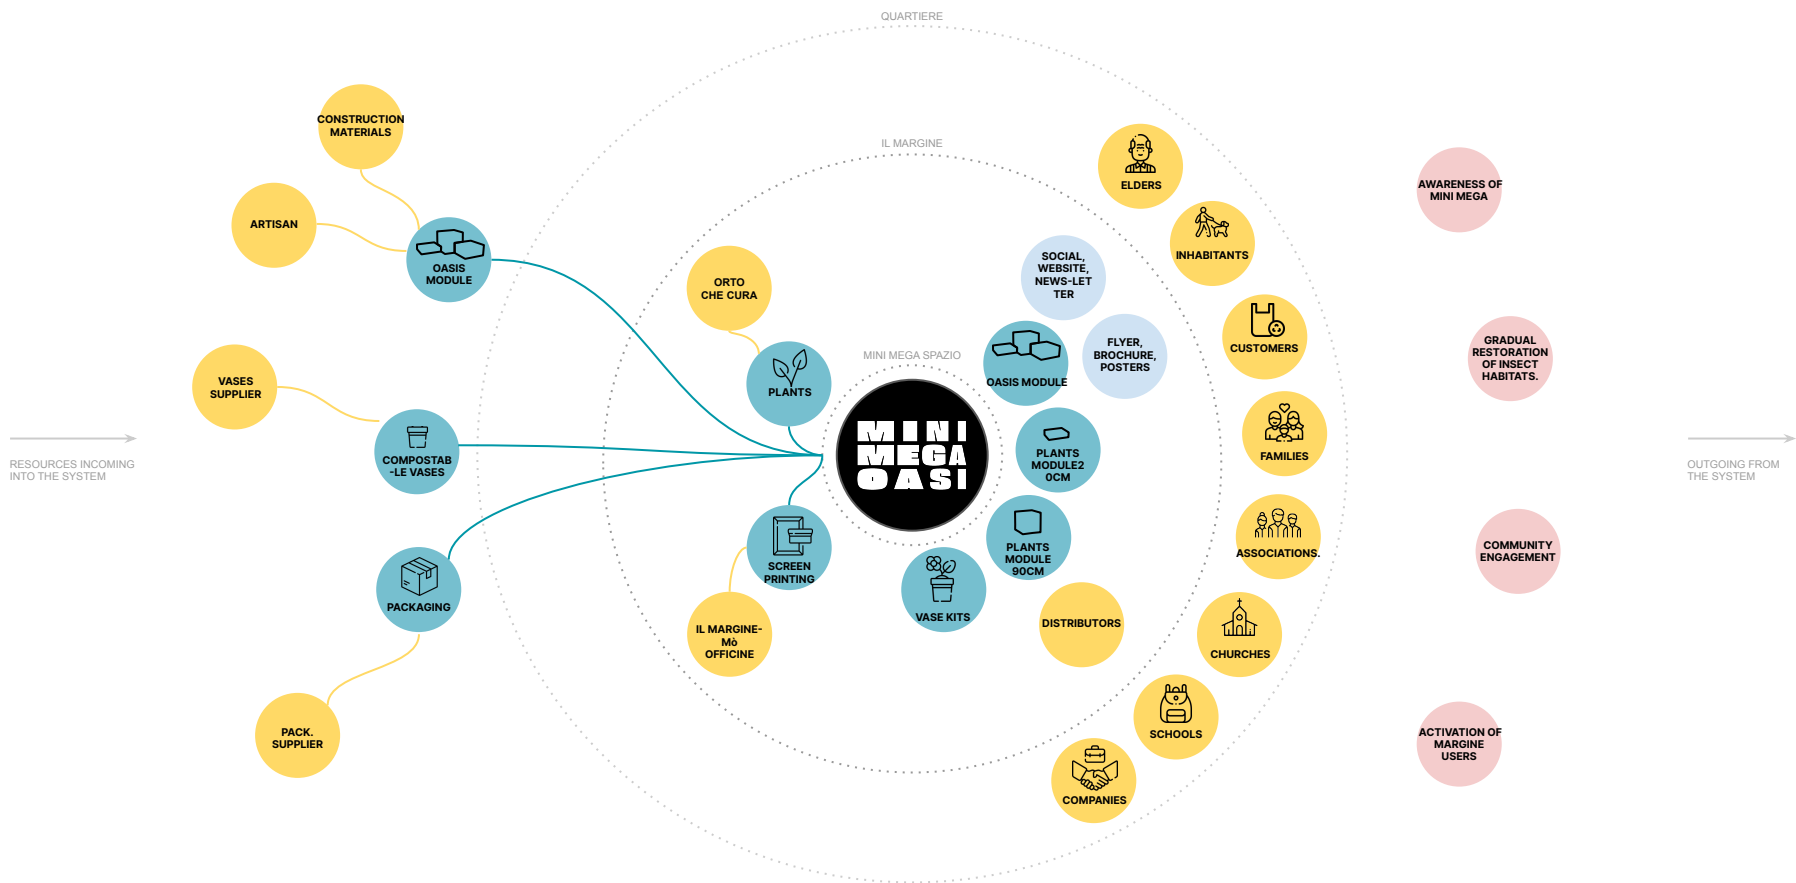 QUARTIERE
IL MARGINE
MINI MEGA SPAZIO
RESOURCES INCOMING
INTO THE SYSTEM
CONSTRUCTION
MATERIALS
ARTISAN
OASIS
MODULE
VASES
SUPPLIER
COMPOSTAB
-LE VASES
PACKAGING
PACK.
SUPPLIER
ORTO
CHE CURA
PLANTS
SCREEN
PRINTING
IL MARGINE-
Mò
OFFICINE
MINI
MEGA
OASI
SOCIAL,
WEBSITE,
NEWS-LET
TER
FLYER,
BROCHURE,
POSTERS
OASIS MODULE
PLANTS
MODULE2
0CM
PLANTS
MODULE
90CM
VASE KITS
DISTRIBUTORS
ELDERS
INHABITANTS
CUSTOMERS
FAMILIES
ASSOCIATIONS.
CHURCHES
SCHOOLS
COMPANIES
AWARENESS OF
MINI MEGA
GRADUAL
RESTORATION
OF INSECT
HABITATS.
COMMUNITY
ENGAGEMENT
ACTIVATION OF
MARGINE
USERS
OUTGOING FROM
THE SYSTEM